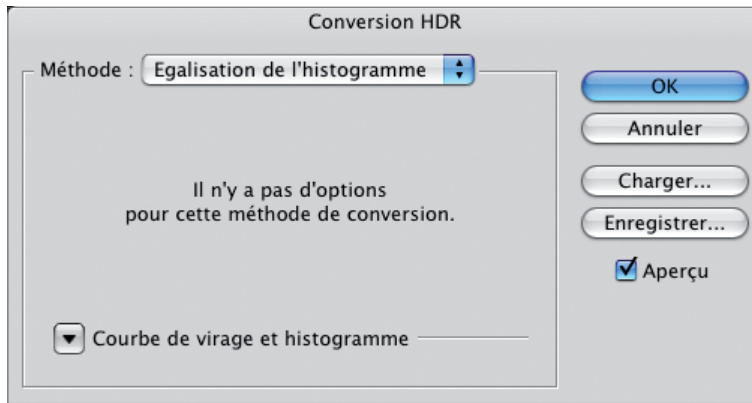 Conversion HDR
Méthode : Egalisation de l'histogramme
OK
Annuler
Charger...
Enregistrer...
Aperçu
Il n'y a pas d'options
pour cette méthode de conversion.
Courbe de virage et histogramme